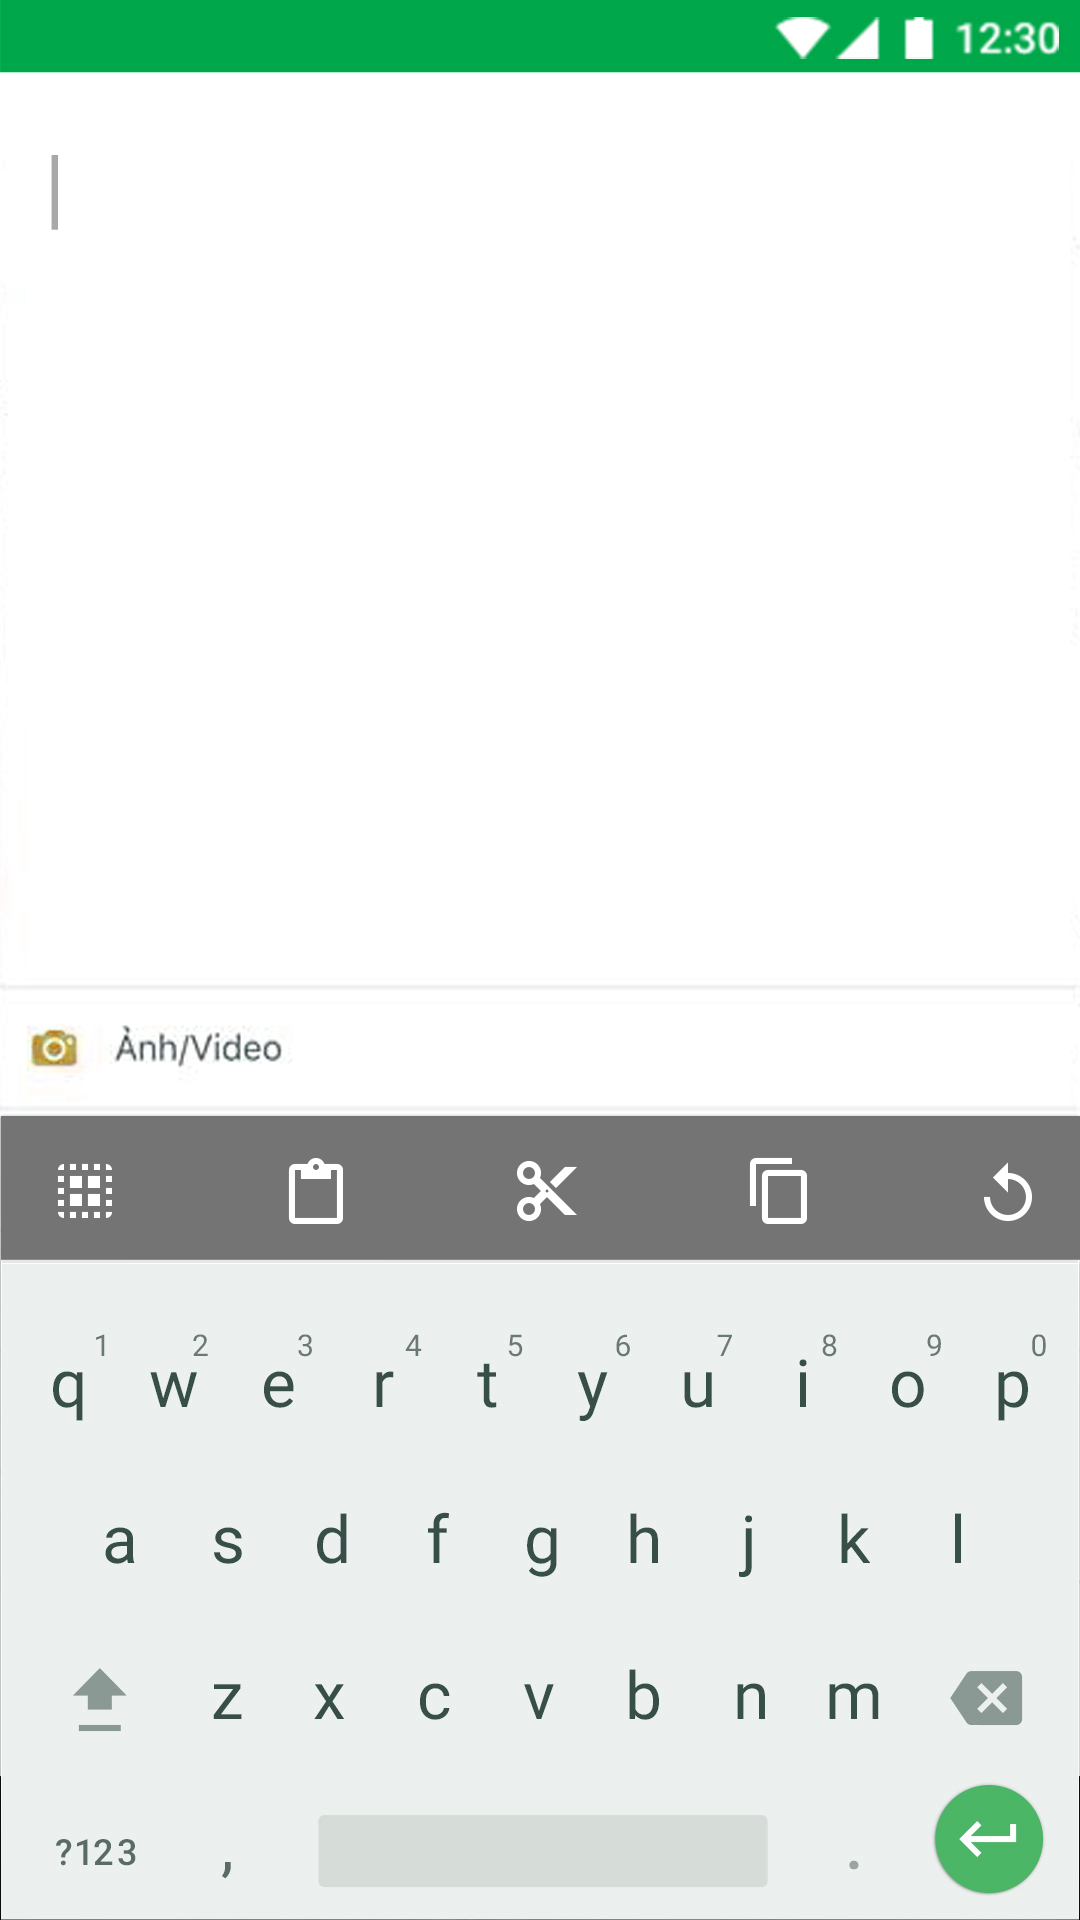 12:30
Ảnh/Video
1 2 3 4 5 6 7 8 9 0
q w e r t y u i o p
a s d f g h j k l
z x c v b n m
?123 , .